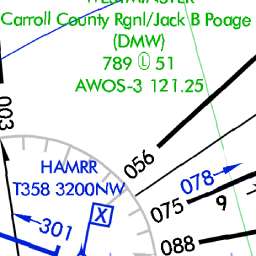 WESTMINSTER
Carroll County Rgnl/Jack B Poage
(DMW)
789 Ⓛ 51
AWOS-3 121.25
003
056
HAMRR
T358 3200NW
X
078
075
9
301
088